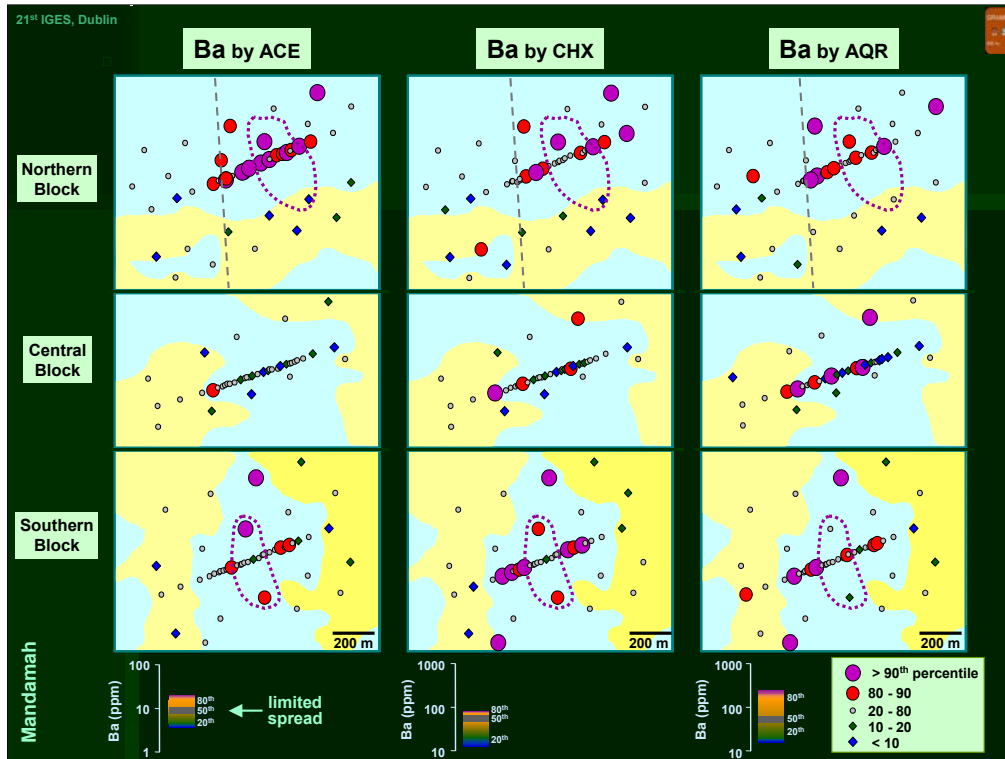 21st IGES, Dublin
Ba by ACE
Ba by CHX
Ba by AQR
Northern
Block
Central
Block
Southern
Block
200 m
200 m
200 m
Mandamah
Ba (ppm)
100
10
1
80th
50th
20th
limited
spread
Ba (ppm)
1000
100
10
80th
50th
20th
Ba (ppm)
1000
100
10
80th
50th
20th
> 90th percentile
80 - 90
20 - 80
10 - 20
< 10